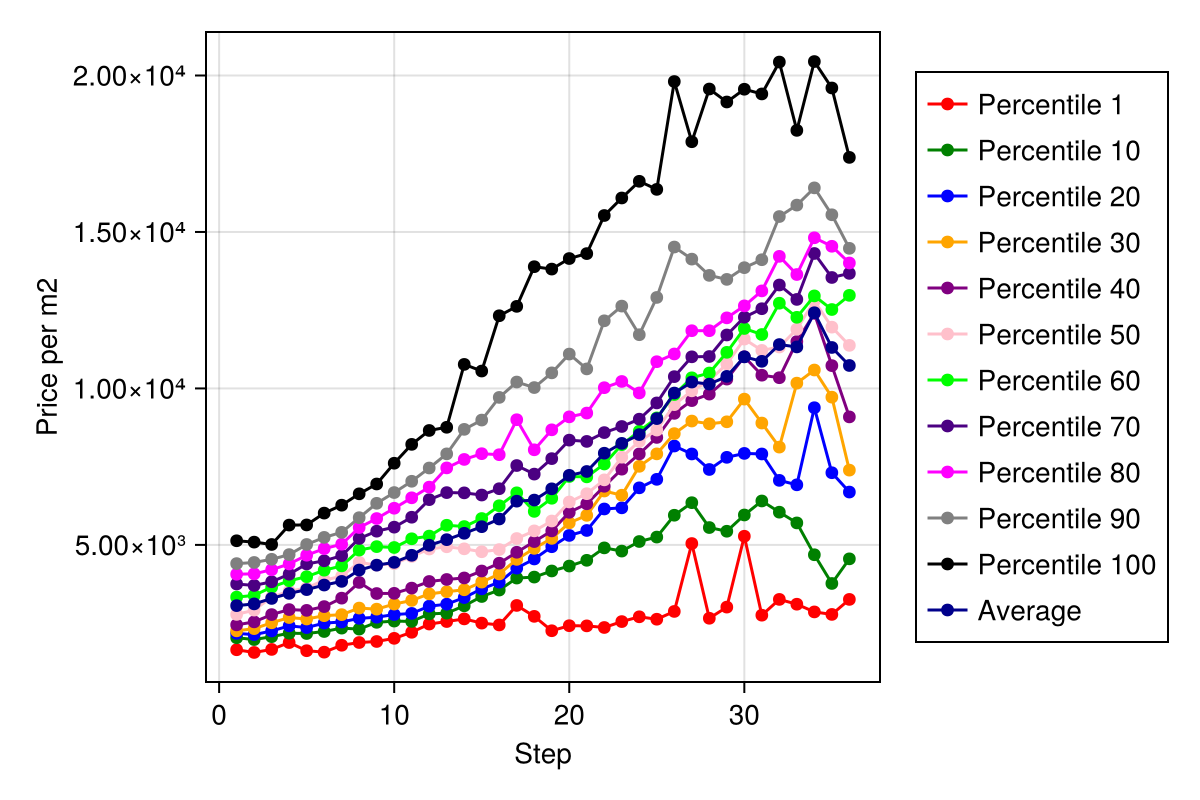 2.00×10⁴
1.50×10⁴
1.00×10⁴
5.00×10³
Price per m2
0 10 20 30
Step
Percentile 1
Percentile 10
Percentile 20
Percentile 30
Percentile 40
Percentile 50
Percentile 60
Percentile 70
Percentile 80
Percentile 90
Percentile 100
Average